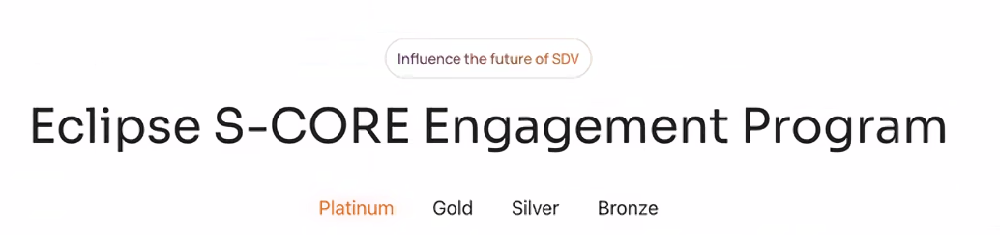 Influence the future of SDV
Eclipse S-CORE Engagement Program
Platinum Gold Silver Bronze